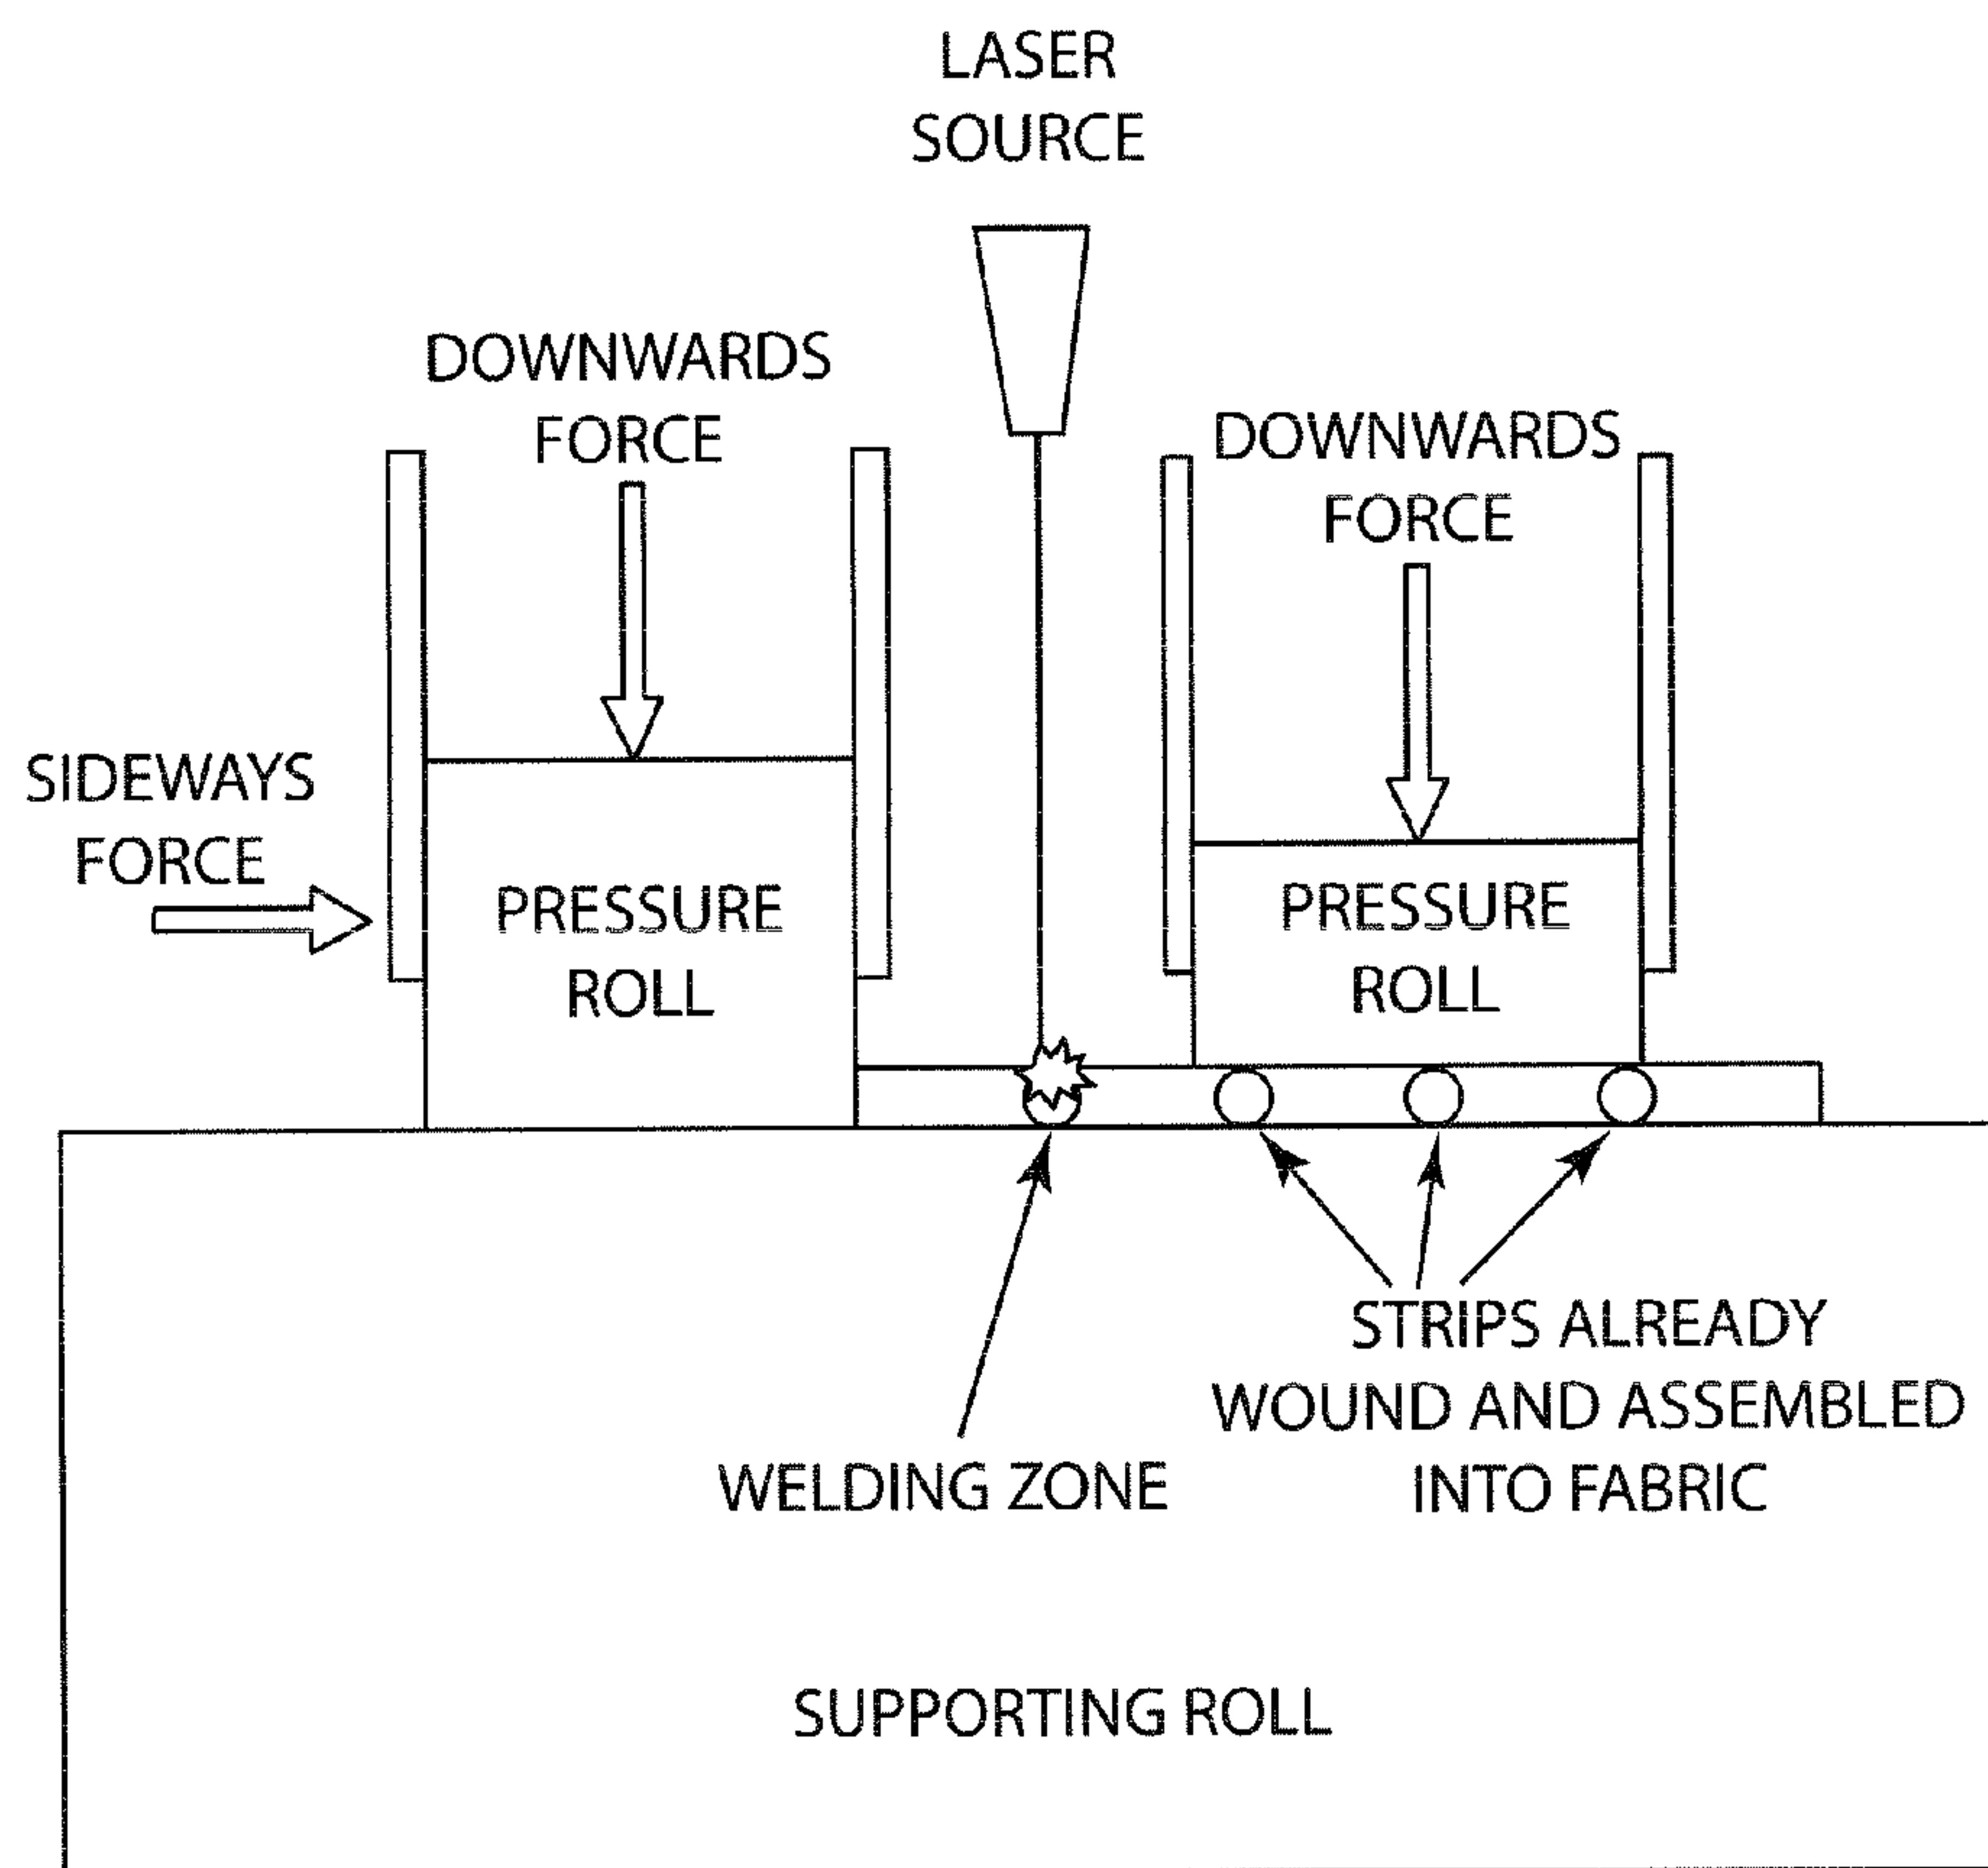 LASER
SOURCE
DOWNWARDS
FORCE
DOWNWARDS
FORCE
SIDEWAYS
FORCE
PRESSURE
ROLL
PRESSURE
ROLL
STRIPS ALREADY
WOUND AND ASSEMBLED
INTO FABRIC
WELDING ZONE
SUPPORTING ROLL